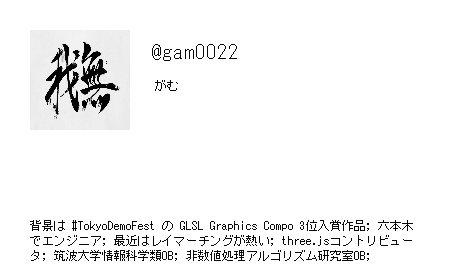 我無
@gam0022
がむ
背景は #TokyoDemoFest の GLSL Graphics Compo 3位入賞作品; 六本木
でエンジニア; 最近はレイマーチングが熱い; three.jsコントリビュー
タ; 筑波大学情報科学類OB; 非数値処理アルゴリズム研究室OB;